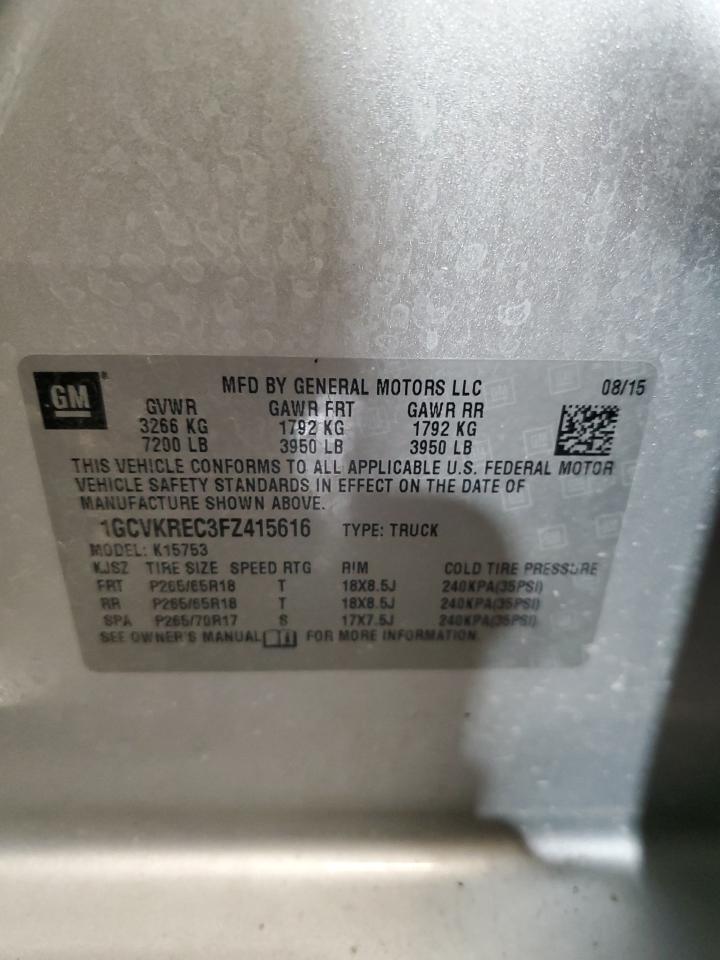 GM®
MFD BY GENERAL MOTORS LLC 08/15
GVWR GAWR FRT GAWR RR
3266 KG 1792 KG 1792 KG
7200 LB 3950 LB 3950 LB
THIS VEHICLE CONFORMS TO ALL APPLICABLE U.S. FEDERAL MOTOR
VEHICLE SAFETY STANDARDS IN EFFECT ON THE DATE OF
MANUFACTURE SHOWN ABOVE.
1GCVKREC3FZ415616 TYPE: TRUCK
MODEL: K15753
KJSZ TIRE SIZE SPEED RTG RIM COLD TIRE PRESSURE
FRT P265/65R18 T 18X8.5J 240KPA(35PSI)
RR P265/65R18 T 18X8.5J 240KPA(35PSI)
SPA P265/70R17 S 17X7.5J 240KPA(35PSI)
SEE OWNER'S MANUAL FOR MORE INFORMATION.